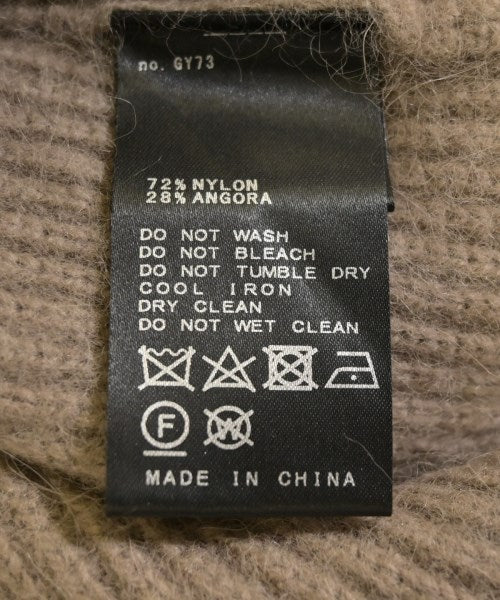 no. GY73
72% NYLON
28% ANGORA
DO NOT WASH
DO NOT BLEACH
DO NOT TUMBLE DRY
COOL IRON
DRY CLEAN
DO NOT WET CLEAN
F W
MADE IN CHINA